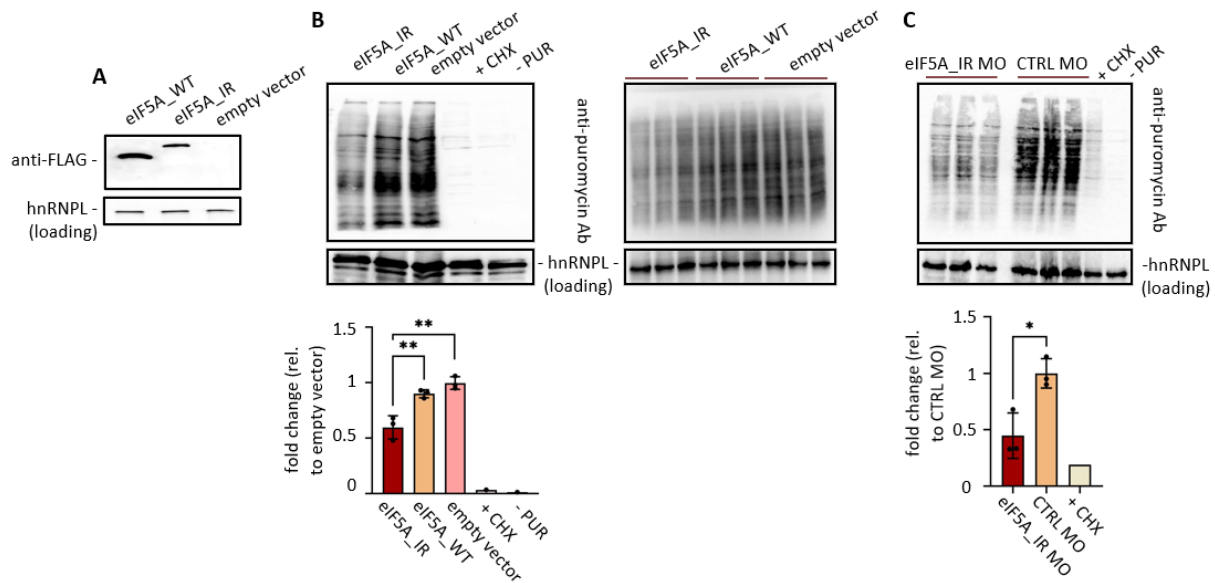 A
eIF5A_WT
eIF5A_IR
empty vector
anti-FLAG -
hnRNPL -
(loading)
B
eIF5A_IR
eIF5A_WT
empty vector
+ CHX
- PUR
anti-puromycin Ab
eIF5A_IR
eIF5A_WT
empty vector
- hnRNPL -
(loading)
fold change (rel.
to empty vector)
1.5
1
0.5
0
**
**
eIF5A_IR
eIF5A_WT
empty vector
+ CHX
- PUR
C
eIF5A_IR MO
CTRL MO
+ CHX
- PUR
anti-puromycin Ab
-hnRNPL
(loading)
fold change (rel.
to CTRL MO)
1.5
1
0.5
0
*
eIF5A_IR MO
CTRL MO
+ CHX